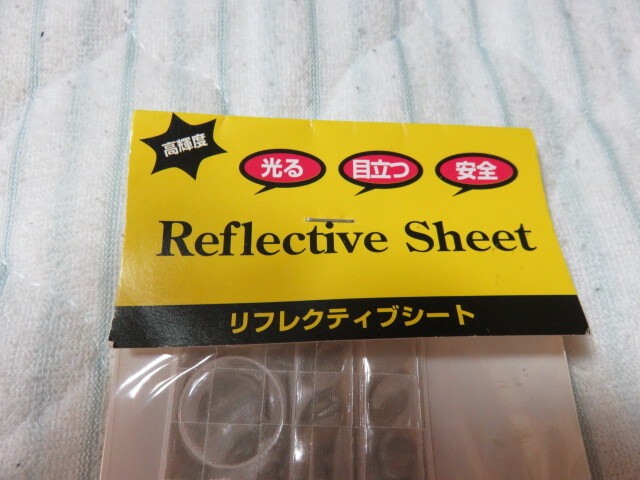 高輝度
光る
目立つ
安全
Reflective Sheet
リフレクティブシート